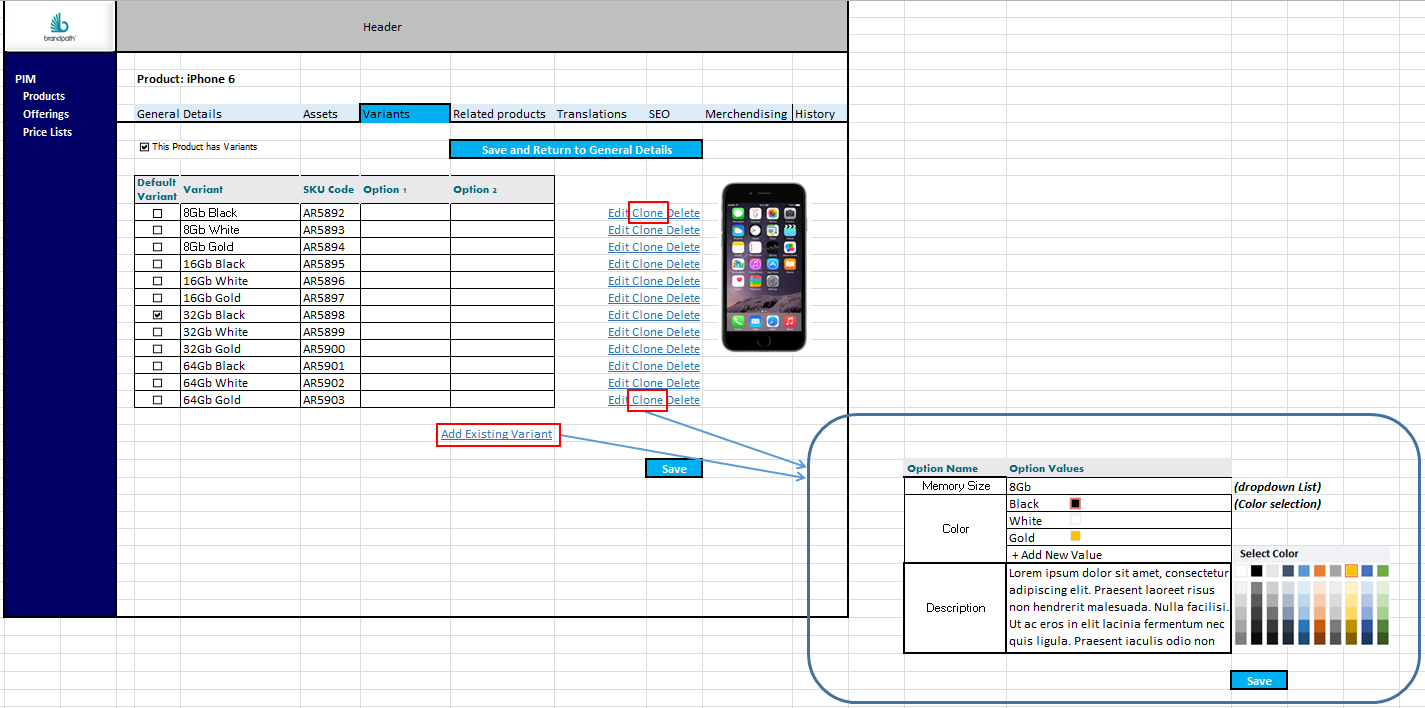 brandpath
Header
PIM
Products
Offerings
Price Lists
Product: iPhone 6
General Details Assets Variants Related products Translations SEO Merchendising History
This Product has Variants
Save and Return to General Details
Default Variant Variant SKU Code Option 1 Option 2
8Gb Black AR5892 Edit Clone Delete
8Gb White AR5893 Edit Clone Delete
8Gb Gold AR5894 Edit Clone Delete
16Gb Black AR5895 Edit Clone Delete
16Gb White AR5896 Edit Clone Delete
16Gb Gold AR5897 Edit Clone Delete
32Gb Black AR5898 Edit Clone Delete
32Gb White AR5899 Edit Clone Delete
32Gb Gold AR5900 Edit Clone Delete
64Gb Black AR5901 Edit Clone Delete
64Gb White AR5902 Edit Clone Delete
64Gb Gold AR5903 Edit Clone Delete
Add Existing Variant
Save
Option Name Option Values
Memory Size 8Gb (dropdown List)
Color Black (Color selection)
White
Gold
+ Add New Value
Select Color
Description
Lorem ipsum dolor sit amet, consectetur
adipiscing elit. Praesent laoreet risus
non hendrerit malesuada. Nulla facilisi.
Ut ac eros in elit lacinia fermentum nec
quis ligula. Praesent iaculis odio non
Save